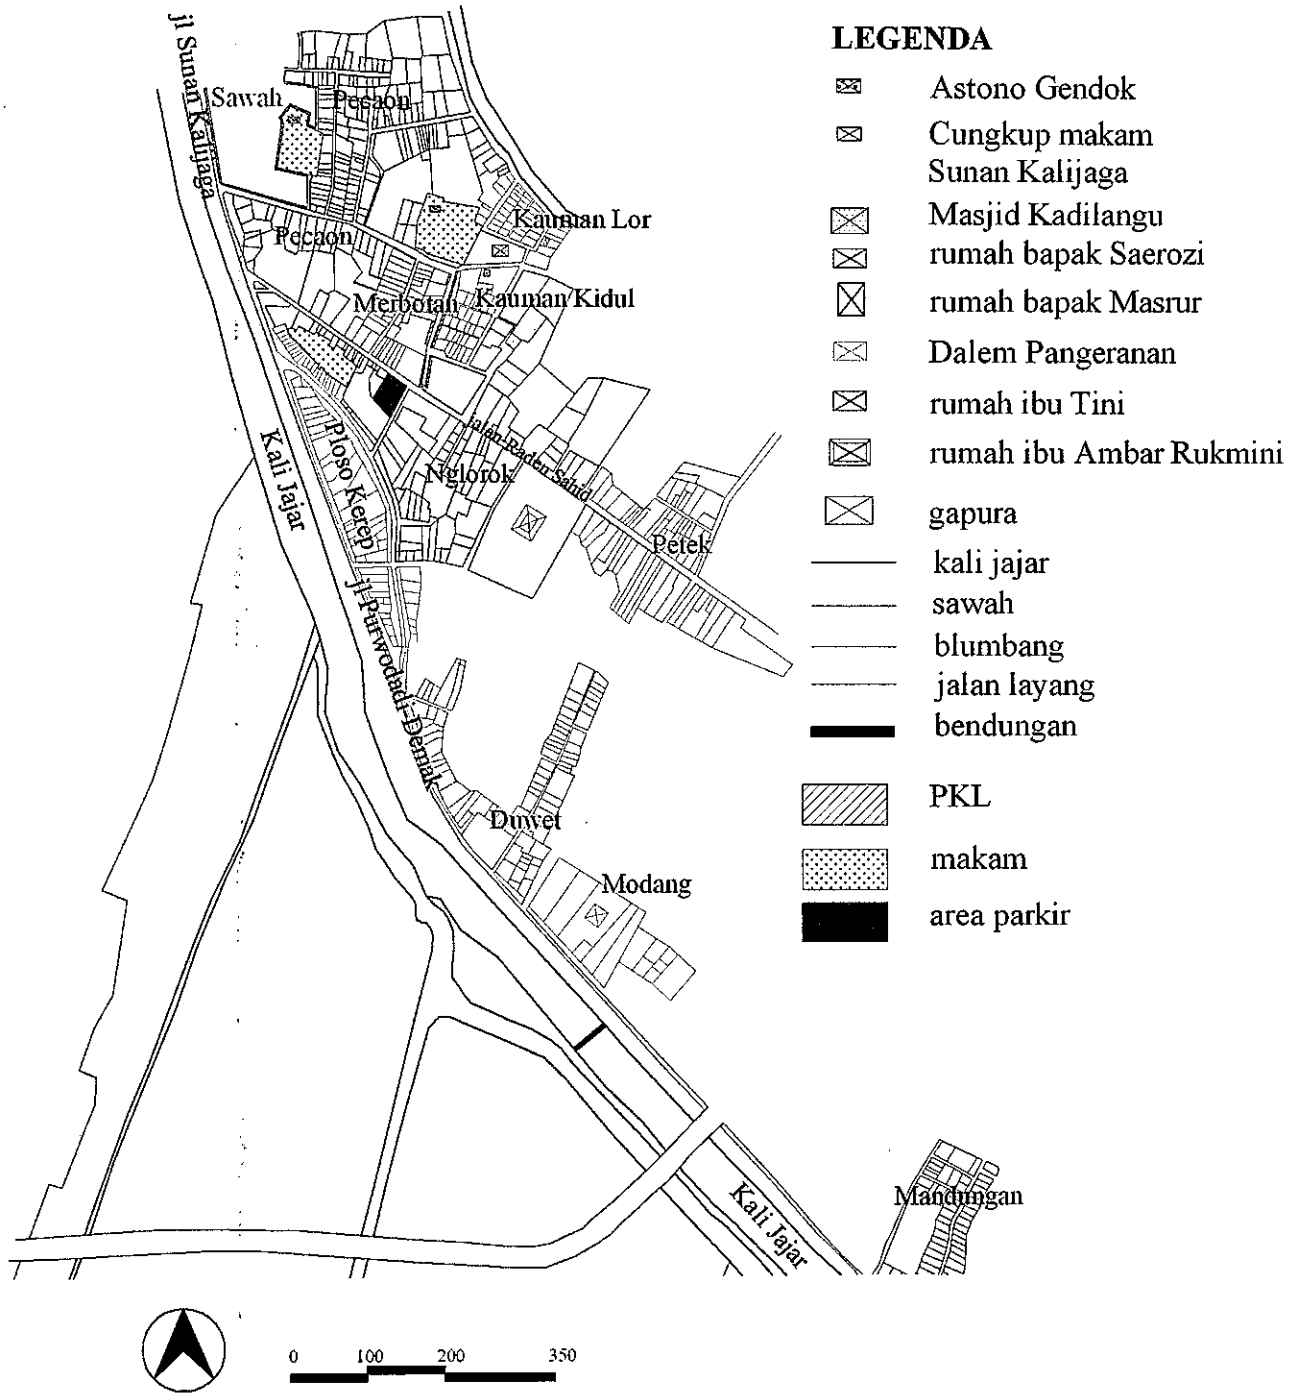 jl Sunan Kalijaga
Sawah
Pecaon
Kauman Lor
Pecaon
Merbotan
Kauman Kidul
Ploso Kerep
jalan Raden Sahid
Nglorok
Kali Jajar
Petek
jl Purwodadi-Demak
Duwet
Modang
Mandungan
Kali Jajar
0 100 200 350
LEGENDA
Astono Gendok
Cungkup makam
Sunan Kalijaga
Masjid Kadilangu
rumah bapak Saerozi
rumah bapak Masrur
Dalem Pangeranan
rumah ibu Tini
rumah ibu Ambar Rukmini
gapura
kali jajar
sawah
blumbang
jalan layang
bendungan
PKL
makam
area parkir